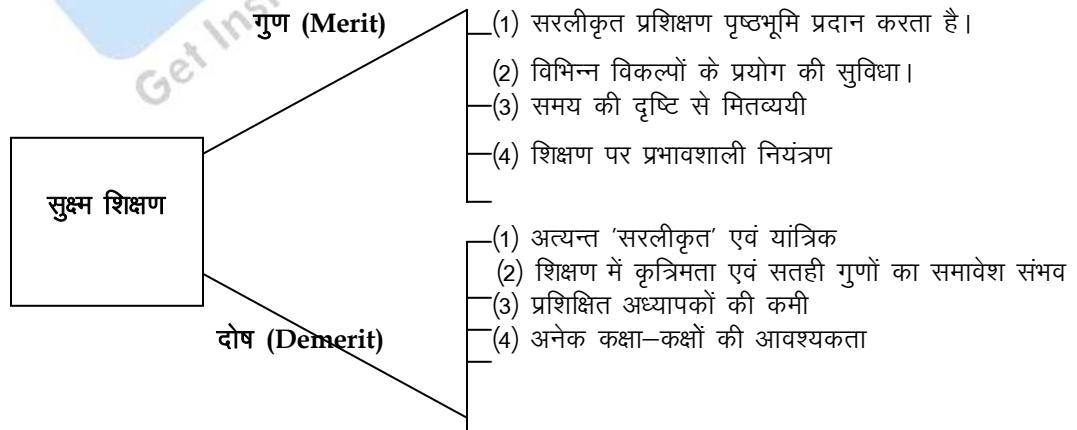 Get Ins
गुण (Merit)
(1) सरलीकृत प्रशिक्षण पृष्ठभूमि प्रदान करता है।
(2) विभिन्न विकल्पों के प्रयोग की सुविधा।
(3) समय की दृष्टि से मितव्ययी
(4) शिक्षण पर प्रभावशाली नियंत्रण
सुक्ष्म शिक्षण
(1) अत्यन्त 'सरलीकृत' एवं यांत्रिक
(2) शिक्षण में कृत्रिमता एवं सतही गुणों का समावेश संभव
(3) प्रशिक्षित अध्यापकों की कमी
दोष (Demerit)
(4) अनेक कक्षा–कक्षों की आवश्यकता